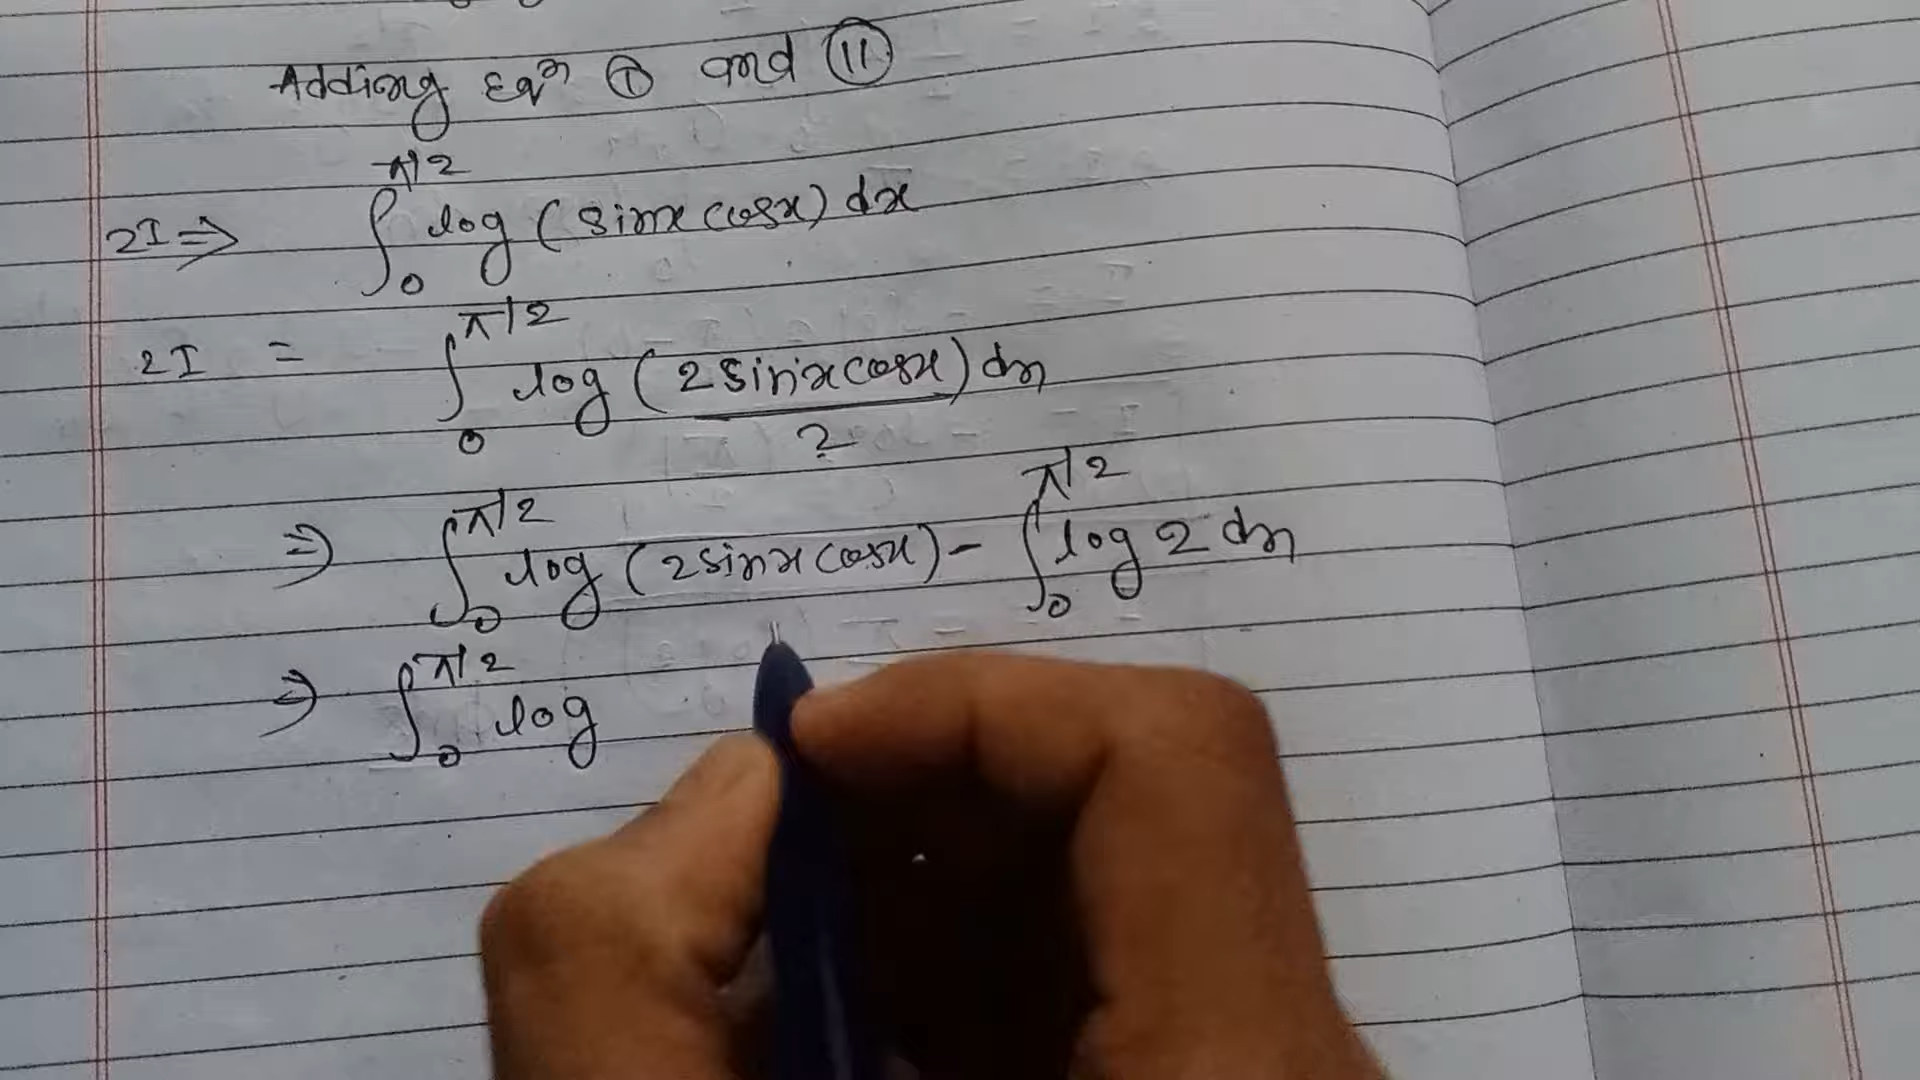 Adding Eqⁿ Ⓘ and ⑪
2I ⇒ ∫₀^π/2 log (sinx cosx) dx
2I = ∫₀^π/2 log (2 sinx cosx / 2) dx
⇒ ∫₀^π/2 log (2 sinx cosx) - ∫₀^π/2 log 2 dx
⇒ ∫₀^π/2 log